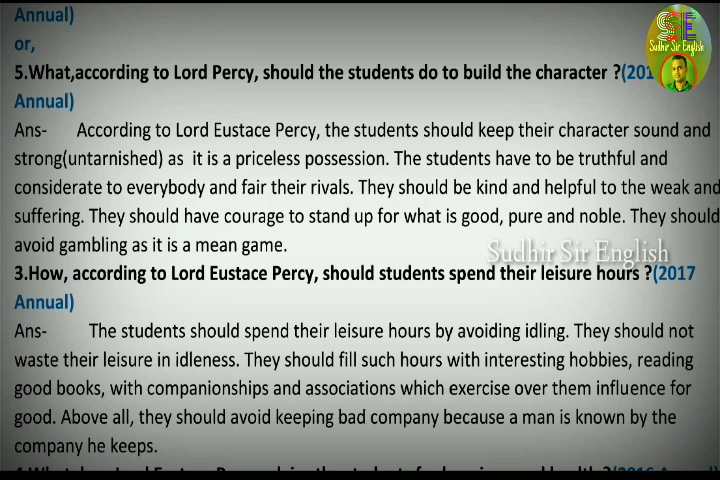 Annual)
or,
5.What,according to Lord Percy, should the students do to build the character ?(201
Annual)
Ans- According to Lord Eustace Percy, the students should keep their character sound and
strong(untarnished) as it is a priceless possession. The students have to be truthful and
considerate to everybody and fair their rivals. They should be kind and helpful to the weak and
suffering. They should have courage to stand up for what is good, pure and noble. They should
avoid gambling as it is a mean game.
3.How, according to Lord Eustace Percy, should students spend their leisure hours ?(2017
Annual)
Ans- The students should spend their leisure hours by avoiding idling. They should not
waste their leisure in idleness. They should fill such hours with interesting hobbies, reading
good books, with companionships and associations which exercise over them influence for
good. Above all, they should avoid keeping bad company because a man is known by the
company he keeps.
SSE
Sudhir Sir English
Sudhir Sir English